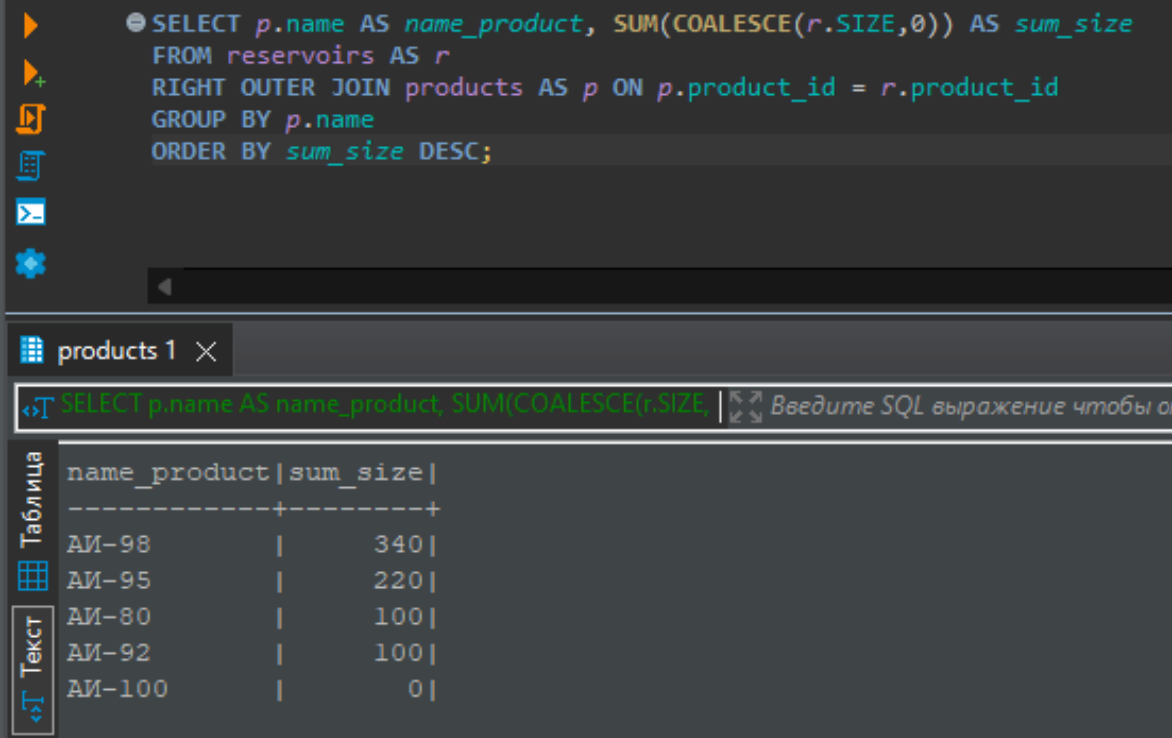 SELECT p.name AS name_product, SUM(COALESCE(r.SIZE,0)) AS sum_size
FROM reservoirs AS r
RIGHT OUTER JOIN products AS p ON p.product_id = r.product_id
GROUP BY p.name
ORDER BY sum_size DESC;
products 1
SELECT p.name AS name_product, SUM(COALESCE(r.SIZE, Введите SQL выражение чтобы
Таблица
Текст
name_product|sum_size|
------------+--------+
АИ-98 | 340|
АИ-95 | 220|
АИ-80 | 100|
АИ-92 | 100|
АИ-100 | 0|